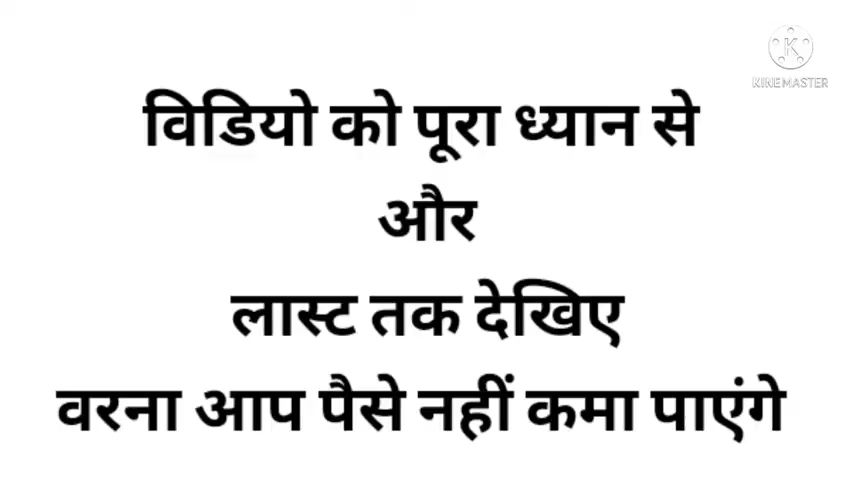 KINEMASTER
विडियो को पूरा ध्यान से
और
लास्ट तक देखिए
वरना आप पैसे नहीं कमा पाएंगे